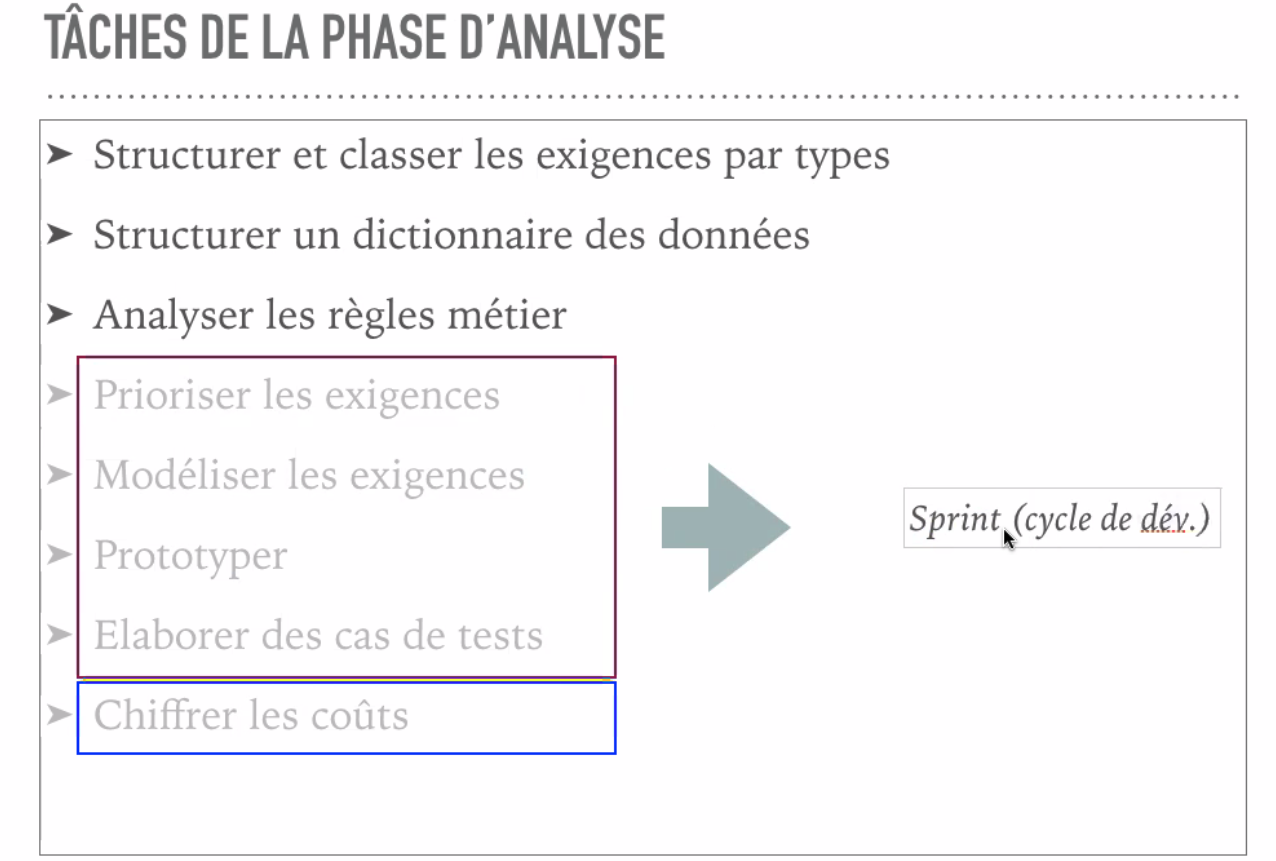 TÂCHES DE LA PHASE D’ANALYSE
➤ Structurer et classer les exigences par types
➤ Structurer un dictionnaire des données
➤ Analyser les règles métier
➤ Prioriser les exigences
➤ Modéliser les exigences
➤ Prototyper
➤ Elaborer des cas de tests
➤ Chiffrer les coûts
Sprint (cycle de dév.)